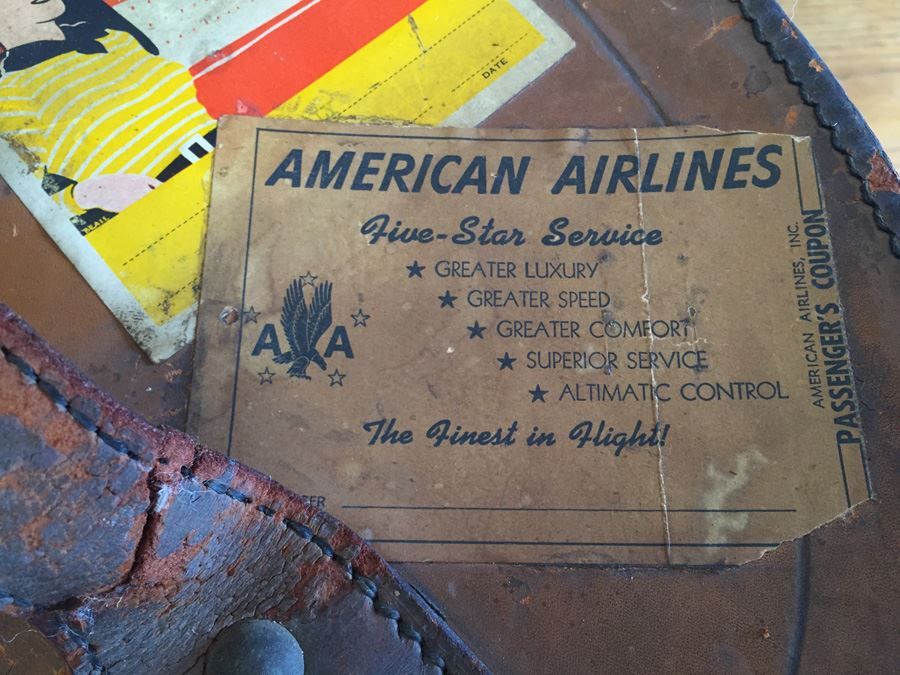 DATE
AMERICAN AIRLINES
Five-Star Service
★ GREATER LUXURY
★ GREATER SPEED
★ GREATER COMFORT
★ SUPERIOR SERVICE
★ ALTIMATIC CONTROL
A A
The Finest in Flight!
AMERICAN AIRLINES, INC.
PASSENGER'S COUPON